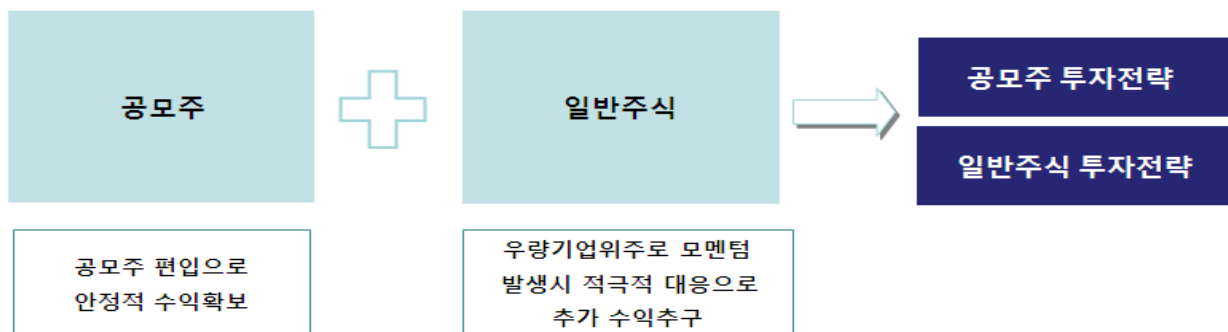 공모주
일반주식
공모주 투자전략
일반주식 투자전략
공모주 편입으로
안정적 수익확보
우량기업위주로 모멘텀
발생시 적극적 대응으로
추가 수익추구